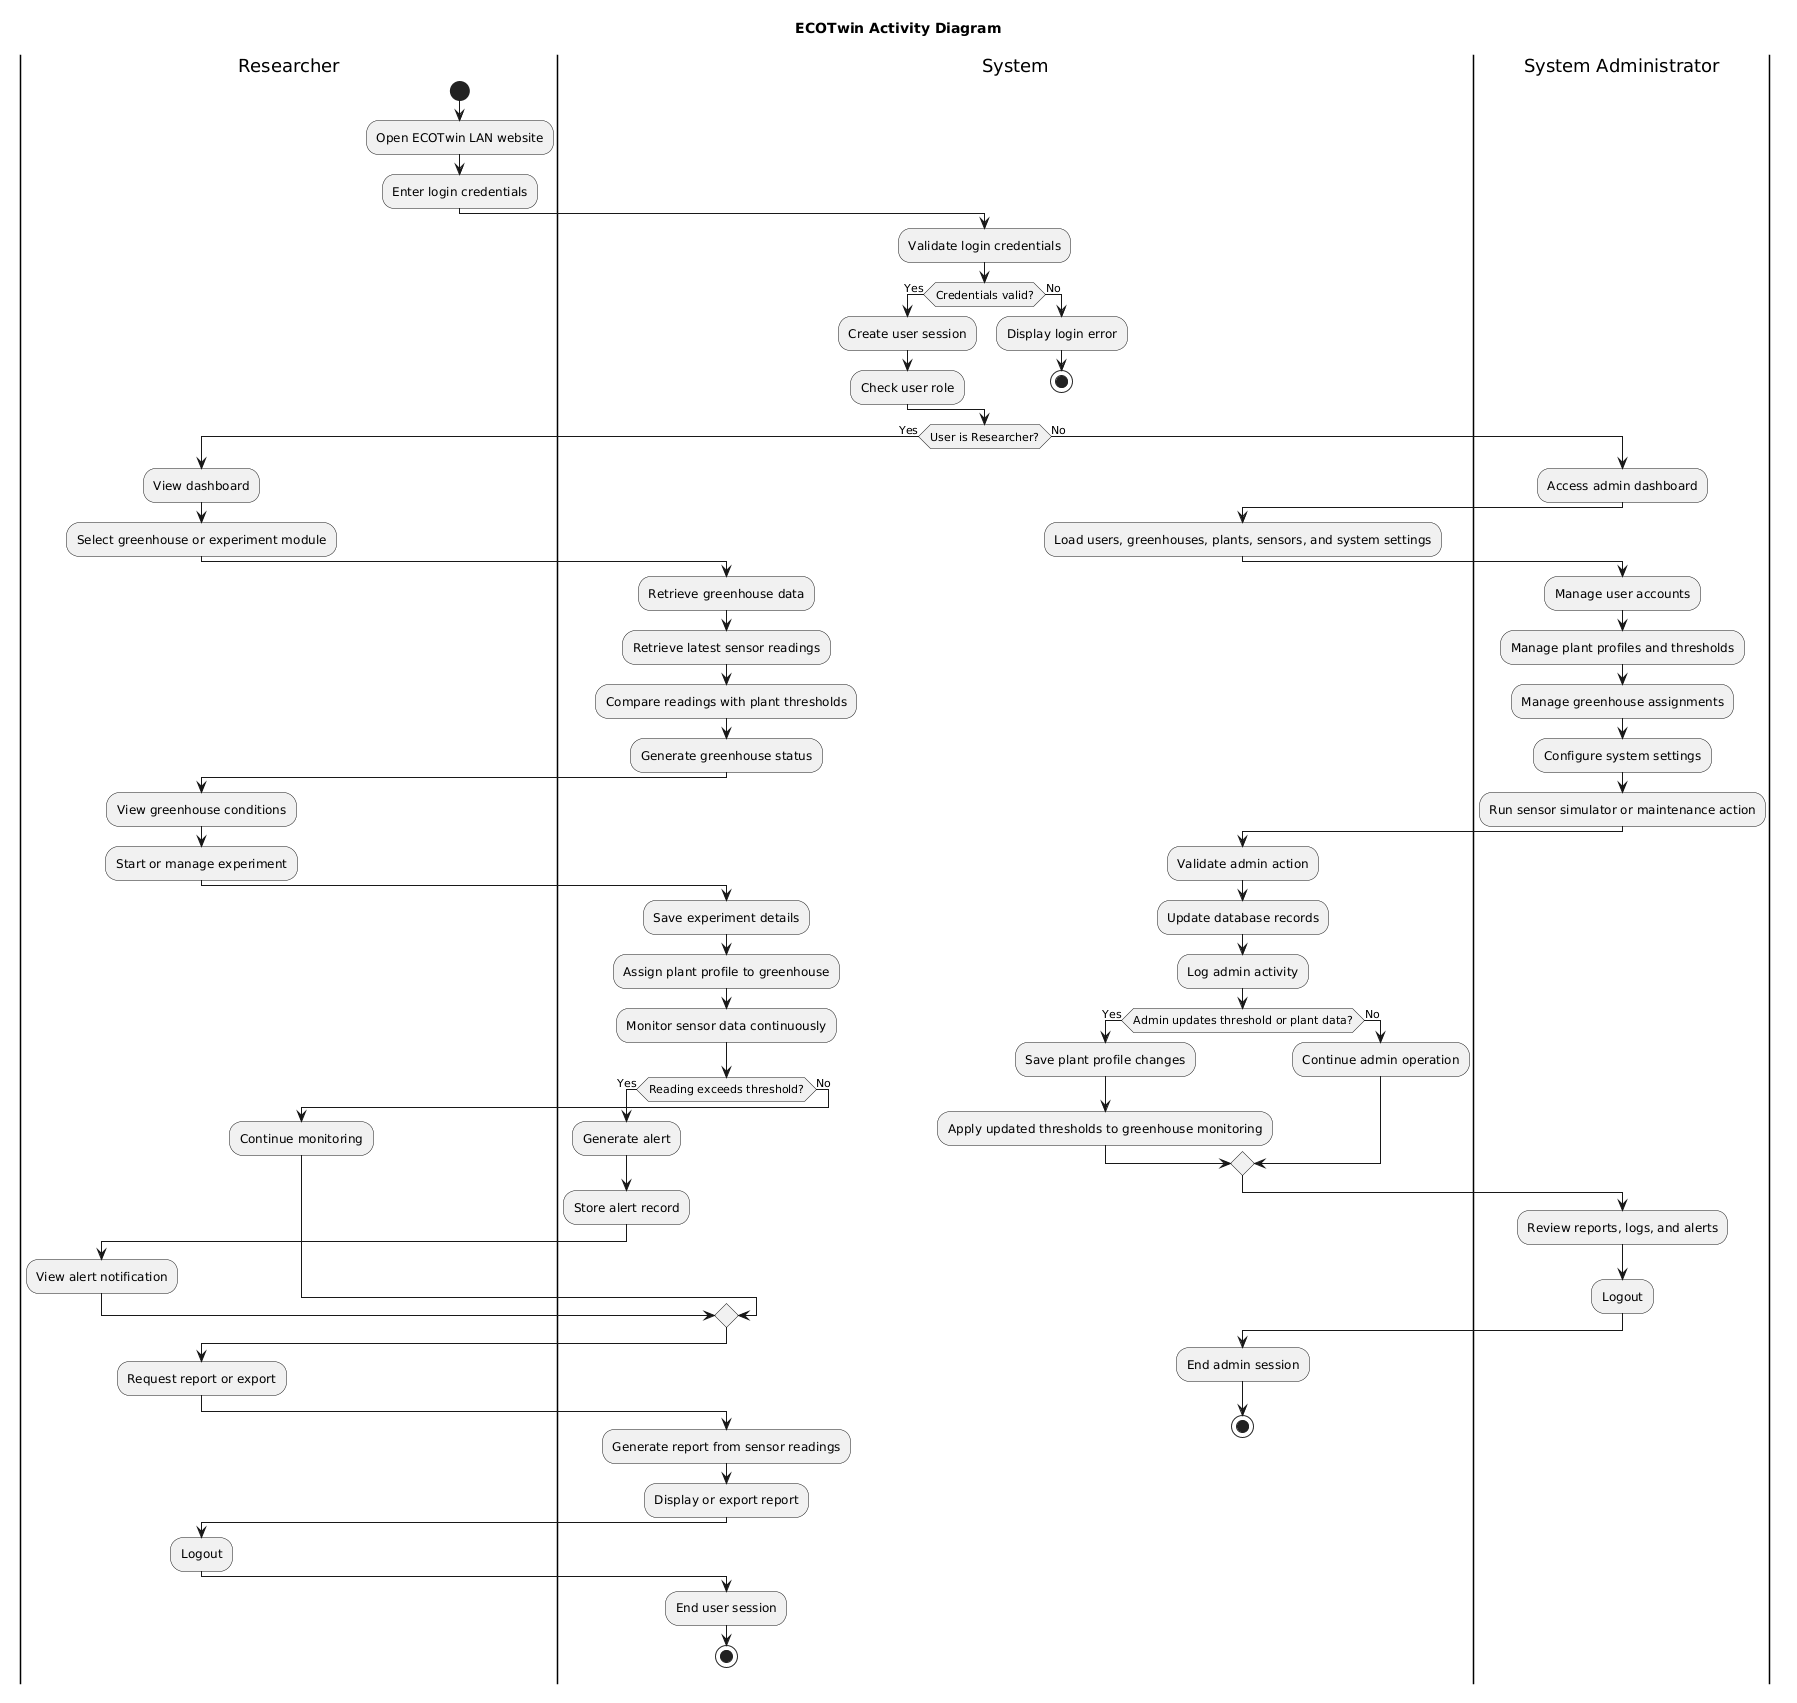 ECOTwin Activity Diagram
Researcher
System
System Administrator
Open ECOTwin LAN website
Enter login credentials
Validate login credentials
Yes
Credentials valid?
No
Create user session
Display login error
Check user role
Yes
User is Researcher?
No
View dashboard
Access admin dashboard
Select greenhouse or experiment module
Load users, greenhouses, plants, sensors, and system settings
Retrieve greenhouse data
Manage user accounts
Retrieve latest sensor readings
Manage plant profiles and thresholds
Compare readings with plant thresholds
Manage greenhouse assignments
Generate greenhouse status
Configure system settings
View greenhouse conditions
Run sensor simulator or maintenance action
Start or manage experiment
Validate admin action
Save experiment details
Update database records
Assign plant profile to greenhouse
Log admin activity
Monitor sensor data continuously
Yes
Admin updates threshold or plant data?
No
Save plant profile changes
Continue admin operation
Yes
Reading exceeds threshold?
No
Continue monitoring
Generate alert
Apply updated thresholds to greenhouse monitoring
Store alert record
Review reports, logs, and alerts
View alert notification
Logout
Request report or export
End admin session
Generate report from sensor readings
Display or export report
Logout
End user session